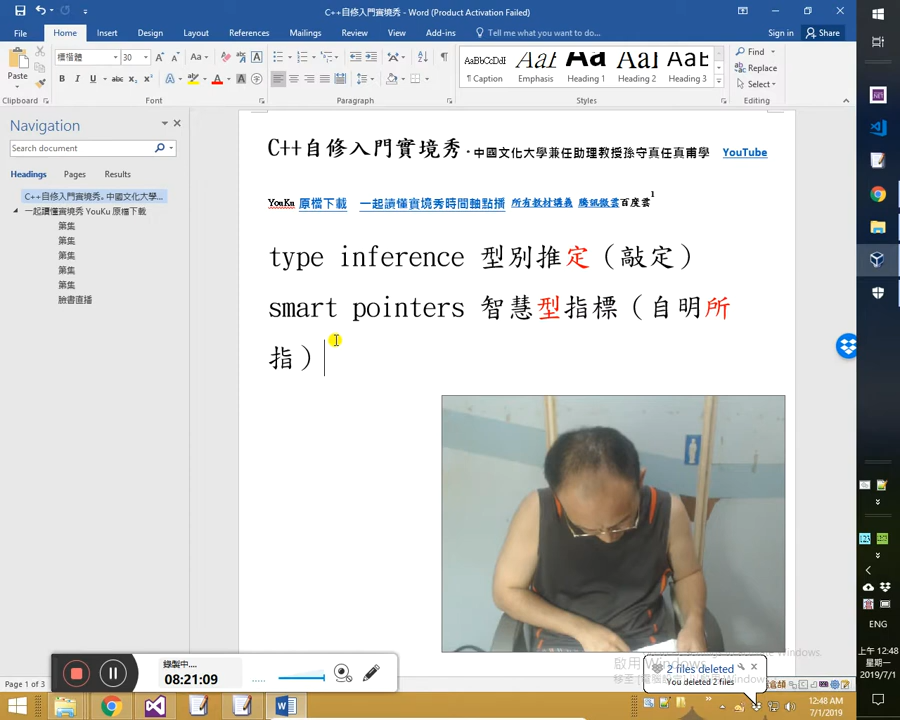 C++自修入門實境秀 - Word (Product Activation Failed)
File Home Insert Design Layout References Mailings Review View Add-ins Tell me what you want to do... Sign in Share
Paste
標楷體 30
Clipboard Font Paragraph Styles Editing
AaBbCcDdI AaI AaB AaI AaBb
¶ Caption Emphasis Heading 1 Heading 2 Heading 3
Find
Replace
Select
Navigation
Search document
Headings Pages Results
C++自修入門實境秀。中國文化大學...
一起讀懂實境秀 YouKu 原檔下載
第集
第集
第集
第集
第集
臉書直播
C++自修入門實境秀・中國文化大學兼任助理教授孫守真任真甫學 YouTube
YouKu 原檔下載 一起讀懂實境秀時間軸點播 所有教材講義 騰訊微雲百度雲1
type inference 型別推定（敲定）
smart pointers 智慧型指標（自明所
指）
錄製中....
08:21:09
啟用 Windows
2 files deleted
You deleted 2 files
Page 1 of 3
12:48 AM
7/1/2019
ENG
上午 12:48
星期一
2019/7/1